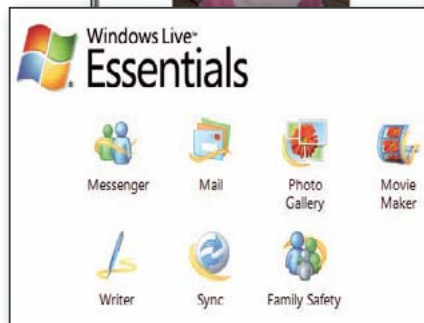 Windows Live™
Essentials
Messenger
Mail
Photo
Gallery
Movie
Maker
Writer
Sync
Family Safety